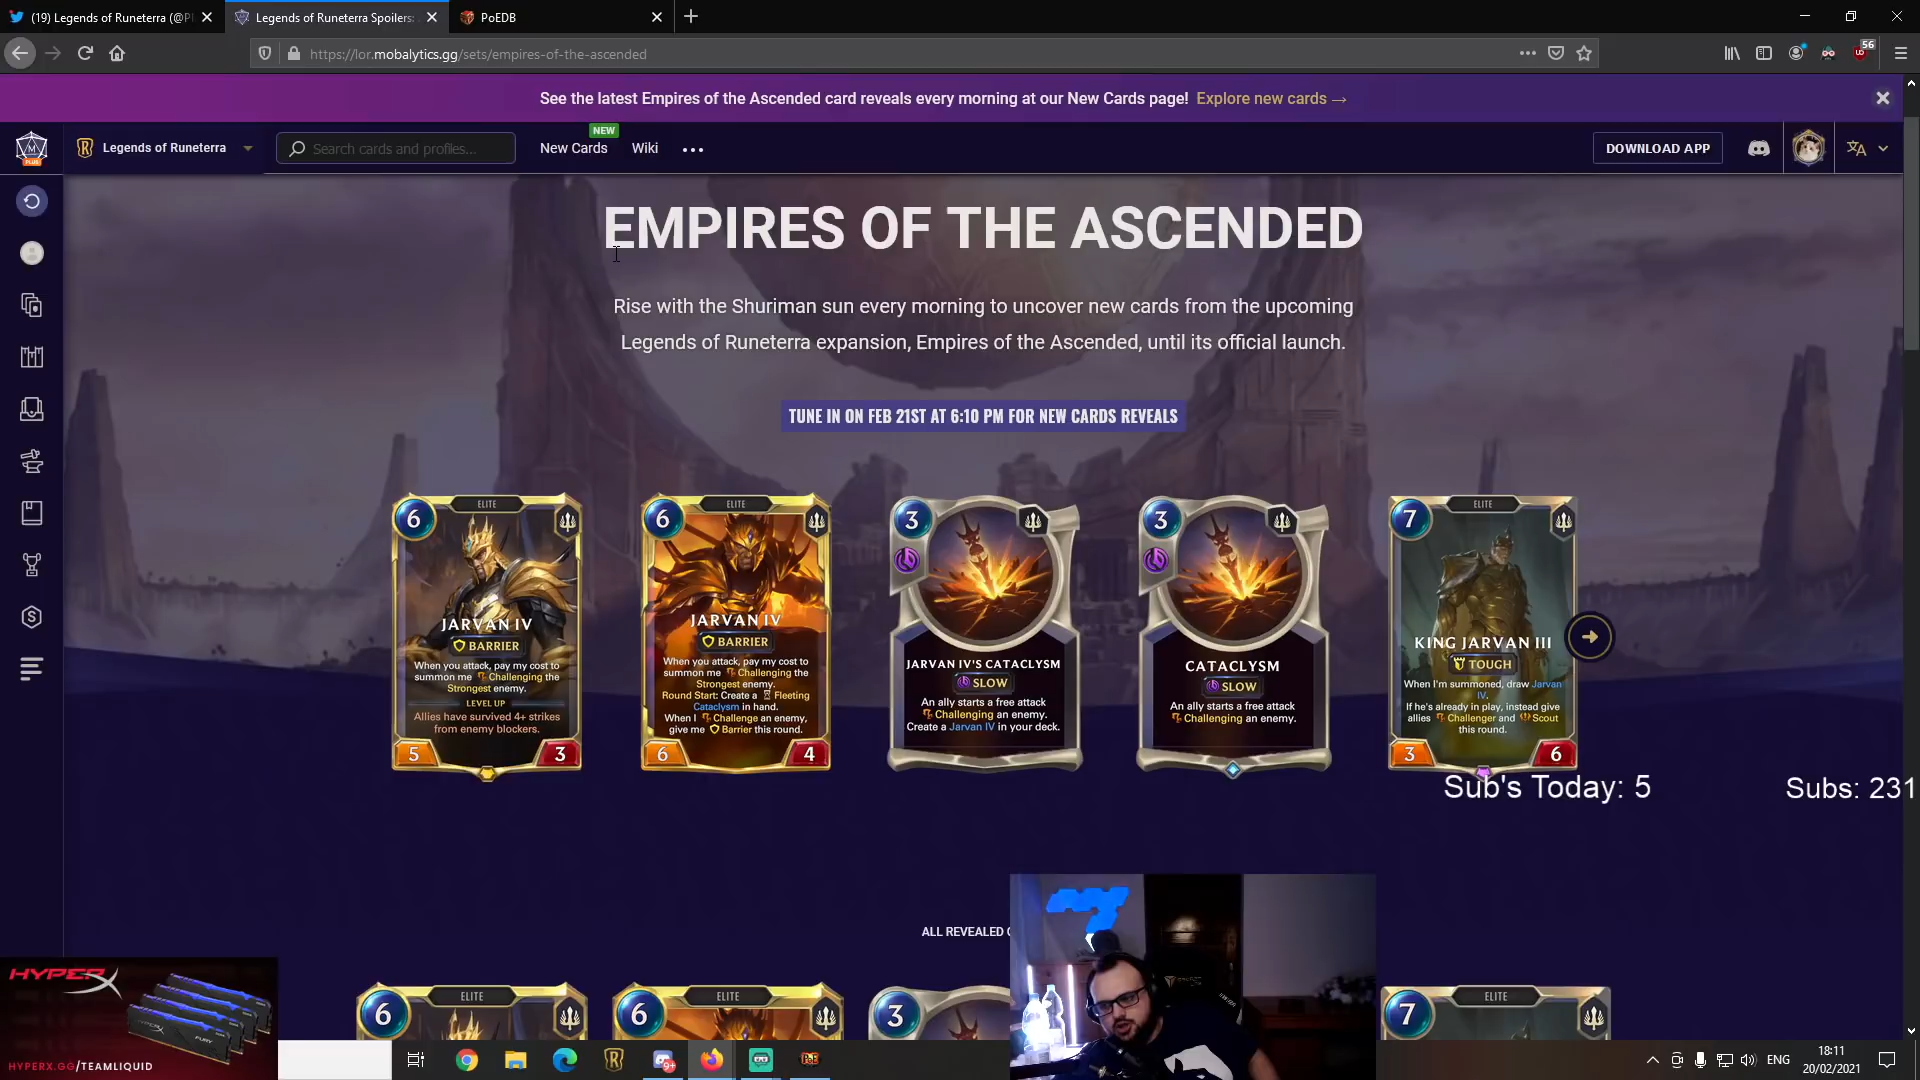 (19) Legends of Runeterra (@Pl
Legends of Runeterra Spoilers:
PoEDB
https://lor.mobalytics.gg/sets/empires-of-the-ascended
56
See the latest Empires of the Ascended card reveals every morning at our New Cards page! Explore new cards →
M
PLUS
Legends of Runeterra
Search cards and profiles...
NEW
New Cards
Wiki
DOWNLOAD APP
EMPIRES OF THE ASCENDED
Rise with the Shuriman sun every morning to uncover new cards from the upcoming
Legends of Runeterra expansion, Empires of the Ascended, until its official launch.
TUNE IN ON FEB 21ST AT 6:10 PM FOR NEW CARDS REVEALS
6
ELITE
JARVAN IV
BARRIER
When you attack, pay my cost to
summon me Challenging the
Strongest enemy.
LEVEL UP
Allies have survived 4+ strikes
from enemy blockers.
5
3
6
ELITE
JARVAN IV
BARRIER
When you attack, pay my cost to
summon me Challenging the
Strongest enemy.
Round Start: Create a Fleeting
Cataclysm in hand.
When I Challenge an enemy,
give me Barrier this round.
6
4
3
JARVAN IV'S CATACLYSM
SLOW
An ally starts a free attack
Challenging an enemy.
Create a Jarvan IV in your deck.
3
CATACLYSM
SLOW
An ally starts a free attack
Challenging an enemy.
7
ELITE
KING JARVAN III
TOUGH
When I'm summoned, draw Jarvan
IV.
If he's already in play, instead give
allies Challenger and Scout
this round.
3
6
Sub's Today: 5
Subs: 231
ALL REVEALED
6
ELITE
6
ELITE
3
7
ELITE
HYPERX
FURY
HYPERX.GG/TEAMLIQUID
9+
ENG
18:11
20/02/2021